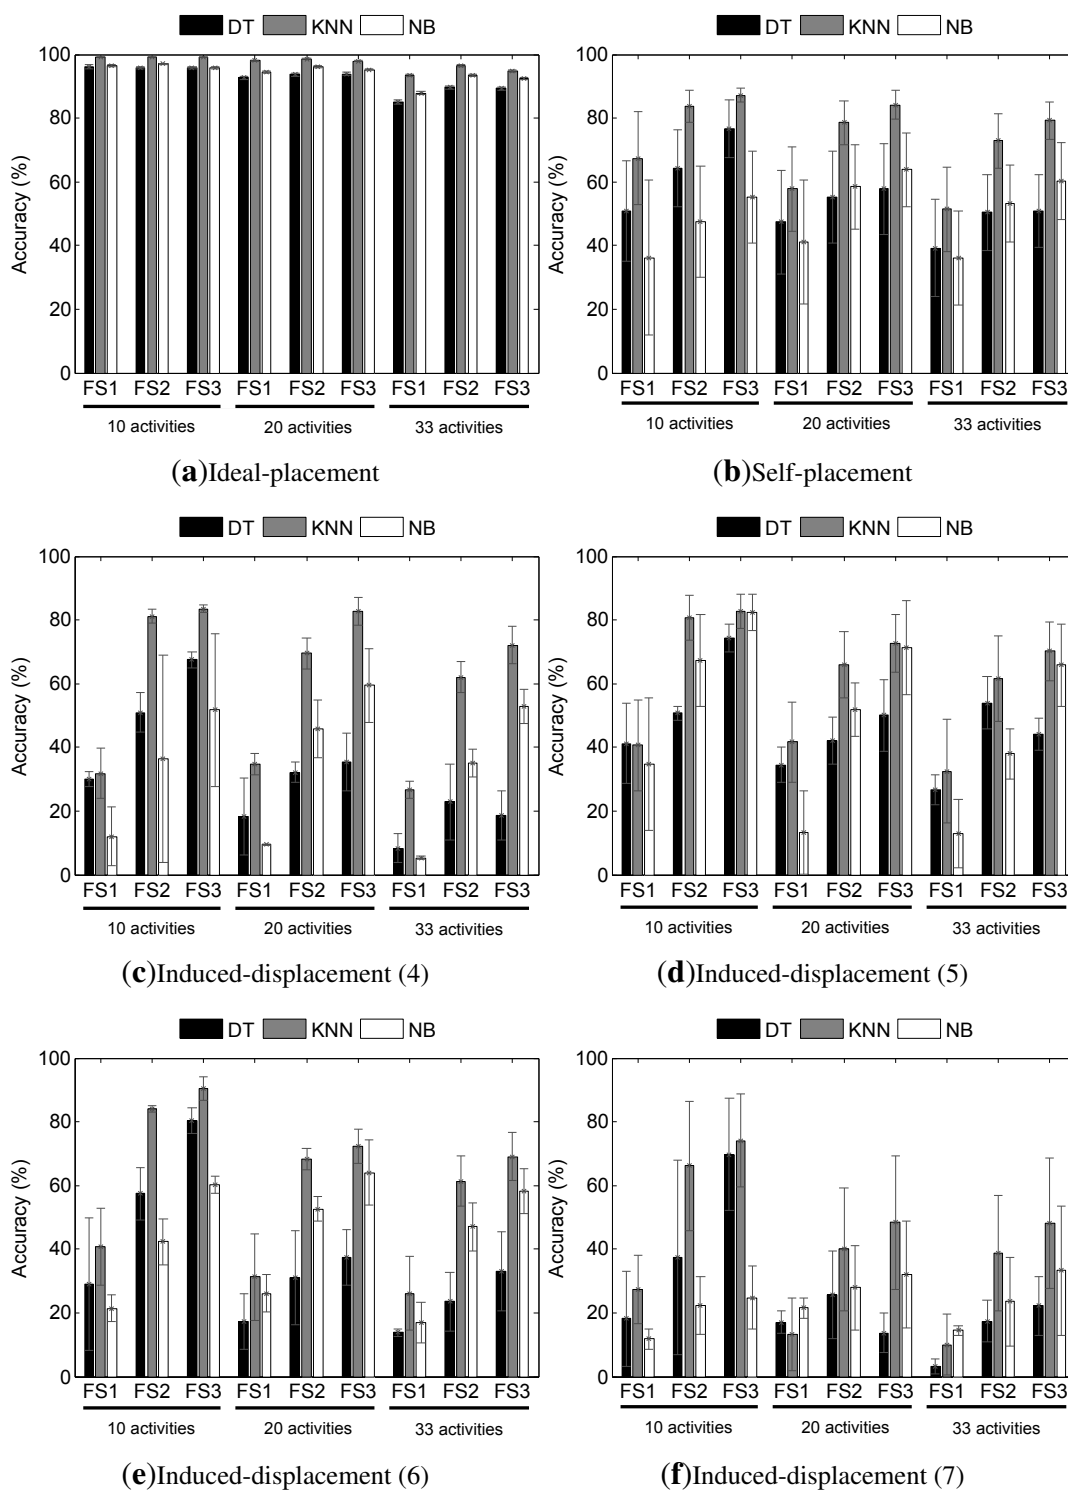 DT KNN NB
100
80
60
40
20
0
Accuracy (%)
FS1 FS2 FS3 FS1 FS2 FS3 FS1 FS2 FS3
10 activities 20 activities 33 activities
(a)Ideal-placement
DT KNN NB
100
80
60
40
20
0
Accuracy (%)
FS1 FS2 FS3 FS1 FS2 FS3 FS1 FS2 FS3
10 activities 20 activities 33 activities
(b)Self-placement
DT KNN NB
100
80
60
40
20
0
Accuracy (%)
FS1 FS2 FS3 FS1 FS2 FS3 FS1 FS2 FS3
10 activities 20 activities 33 activities
(c)Induced-displacement (4)
DT KNN NB
100
80
60
40
20
0
Accuracy (%)
FS1 FS2 FS3 FS1 FS2 FS3 FS1 FS2 FS3
10 activities 20 activities 33 activities
(d)Induced-displacement (5)
DT KNN NB
100
80
60
40
20
0
Accuracy (%)
FS1 FS2 FS3 FS1 FS2 FS3 FS1 FS2 FS3
10 activities 20 activities 33 activities
(e)Induced-displacement (6)
DT KNN NB
100
80
60
40
20
0
Accuracy (%)
FS1 FS2 FS3 FS1 FS2 FS3 FS1 FS2 FS3
10 activities 20 activities 33 activities
(f)Induced-displacement (7)